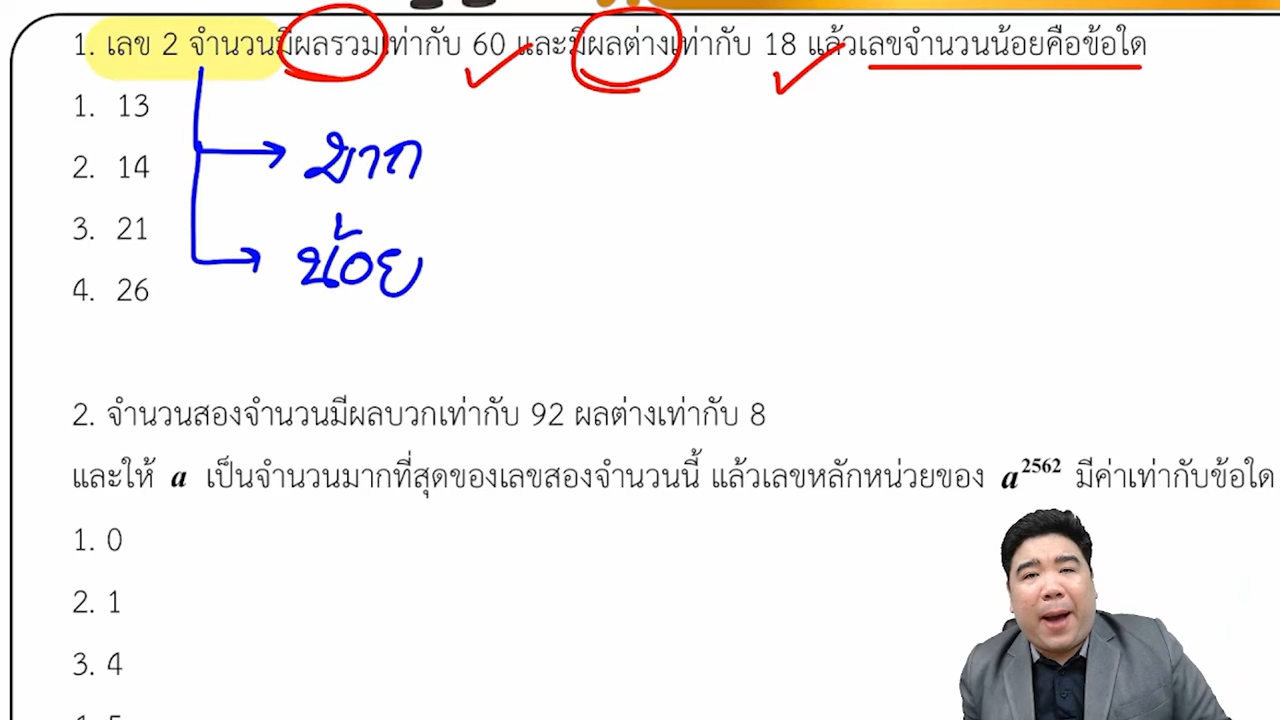 1. เลข 2 จำนวนมีผลรวมเท่ากับ 60 และมีผลต่างเท่ากับ 18 แล้วเลขจำนวนน้อยคือข้อใด
1. 13
2. 14
3. 21
4. 26
มาก
น้อย
2. จำนวนสองจำนวนมีผลบวกเท่ากับ 92 ผลต่างเท่ากับ 8
และให้ a เป็นจำนวนมากที่สุดของเลขสองจำนวนนี้ แล้วเลขหลักหน่วยของ a²⁵⁶² มีค่าเท่ากับข้อใด
1. 0
2. 1
3. 4